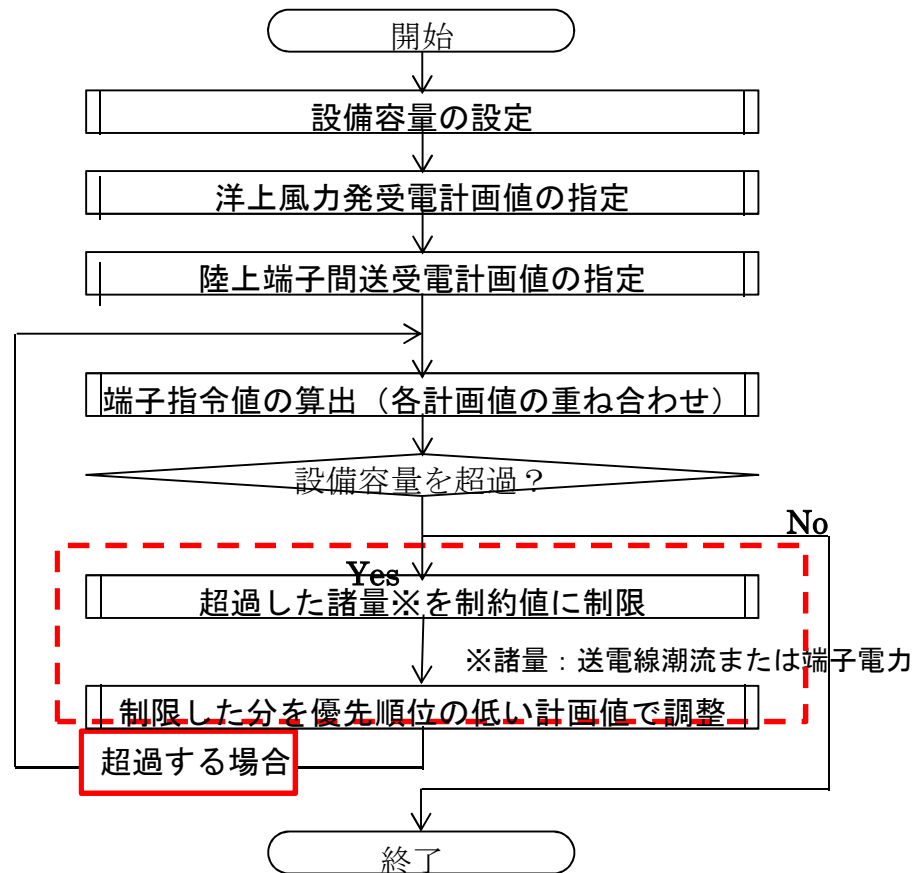 開始
設備容量の設定
洋上風力発受電計画値の指定
陸上端子間送受電計画値の指定
端子指令値の算出（各計画値の重ね合わせ）
設備容量を超過？
No
Yes
超過した諸量※を制約値に制限
※諸量：送電線潮流または端子電力
制限した分を優先順位の低い計画値で調整
超過する場合
終了